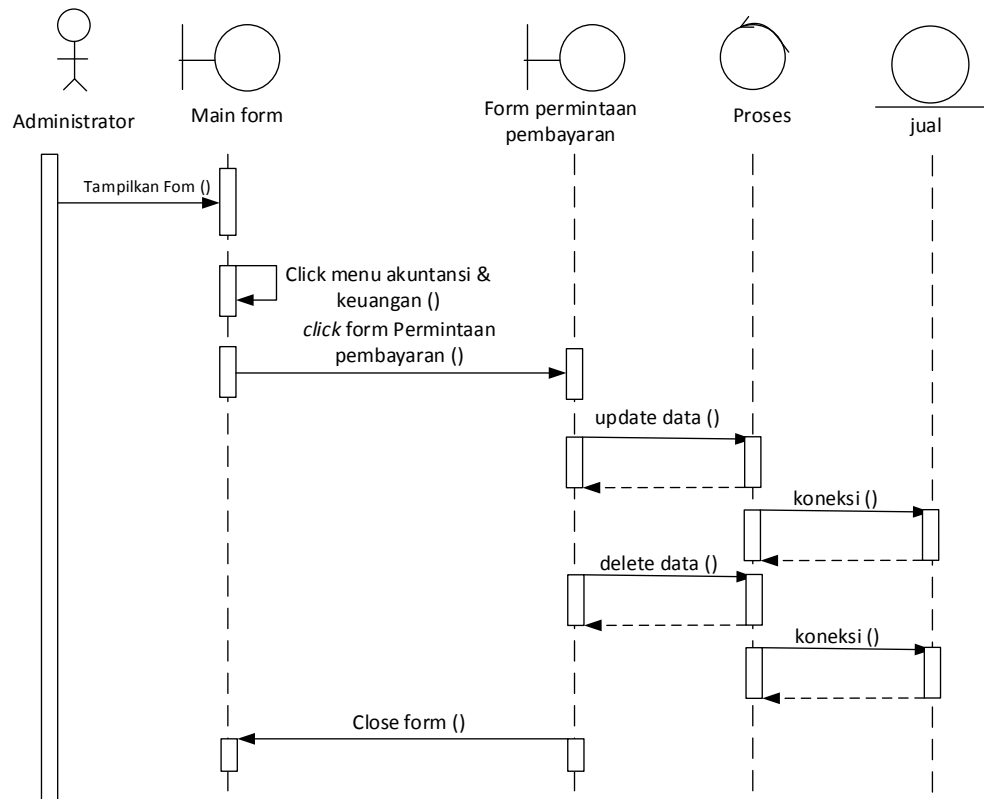 Administrator
Main form
Form permintaan
pembayaran
Proses
jual
Tampilkan Fom ()
Click menu akuntansi &
keuangan ()
click form Permintaan
pembayaran ()
update data ()
koneksi ()
delete data ()
koneksi ()
Close form ()